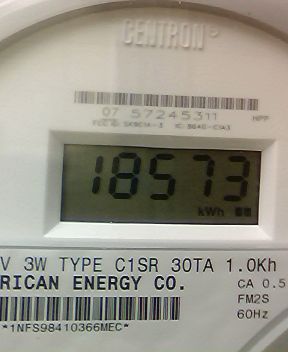 CENTRON®
07 57245311
HPP
18573
kWh
V 3W TYPE C1SR 30TA 1.0Kh
RICAN ENERGY CO.
CA 0.5
FM2S
60Hz
*1NFS98410366MEC*